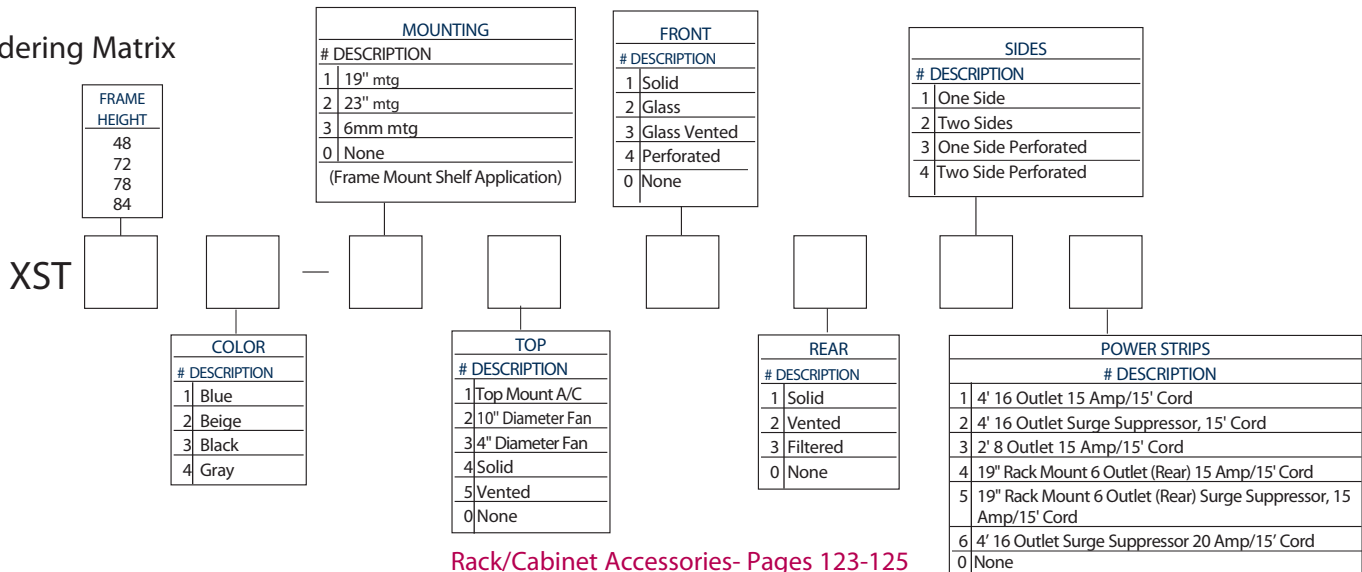 dering Matrix
FRAME
HEIGHT
48
72
78
84
MOUNTING
# DESCRIPTION
1 19" mtg
2 23" mtg
3 6mm mtg
0 None
(Frame Mount Shelf Application)
FRONT
# DESCRIPTION
1 Solid
2 Glass
3 Glass Vented
4 Perforated
0 None
SIDES
# DESCRIPTION
1 One Side
2 Two Sides
3 One Side Perforated
4 Two Side Perforated
XST —
COLOR
# DESCRIPTION
1 Blue
2 Beige
3 Black
4 Gray
TOP
# DESCRIPTION
1 Top Mount A/C
2 10" Diameter Fan
3 4" Diameter Fan
4 Solid
5 Vented
0 None
REAR
# DESCRIPTION
1 Solid
2 Vented
3 Filtered
0 None
POWER STRIPS
# DESCRIPTION
1 4' 16 Outlet 15 Amp/15' Cord
2 4' 16 Outlet Surge Suppressor, 15' Cord
3 2' 8 Outlet 15 Amp/15' Cord
4 19" Rack Mount 6 Outlet (Rear) 15 Amp/15' Cord
5 19" Rack Mount 6 Outlet (Rear) Surge Suppressor, 15
Amp/15' Cord
6 4’ 16 Outlet Surge Suppressor 20 Amp/15’ Cord
0 None
Rack/Cabinet Accessories- Pages 123-125